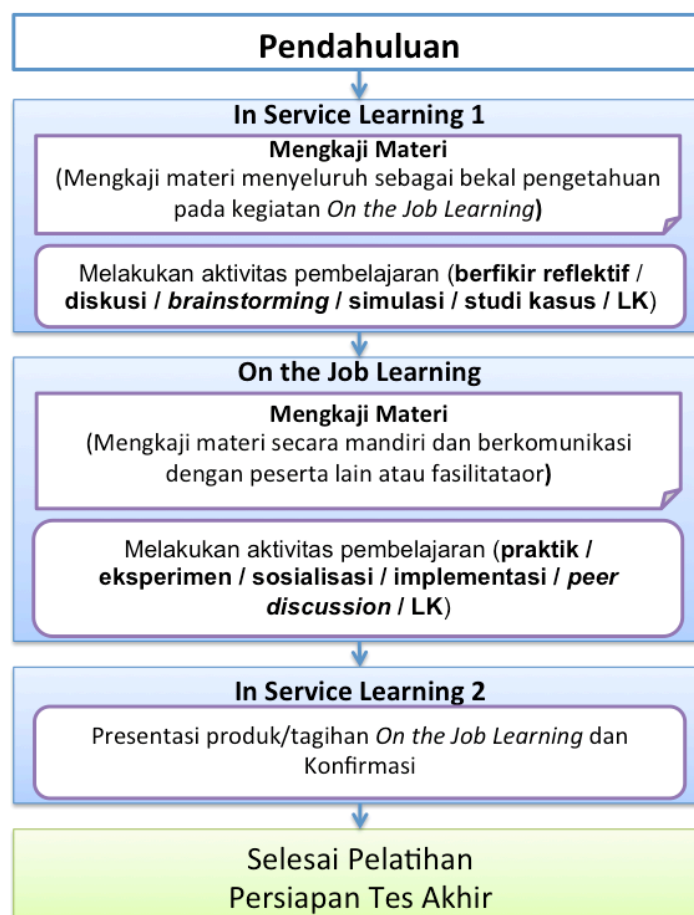 Pendahuluan
In Service Learning 1
Mengkaji Materi
(Mengkaji materi menyeluruh sebagai bekal pengetahuan
pada kegiatan On the Job Learning)
Melakukan aktivitas pembelajaran (berfikir reflektif /
diskusi / brainstorming / simulasi / studi kasus / LK)
On the Job Learning
Mengkaji Materi
(Mengkaji materi secara mandiri dan berkomunikasi
dengan peserta lain atau fasilitataor)
Melakukan aktivitas pembelajaran (praktik /
eksperimen / sosialisasi / implementasi / peer
discussion / LK)
In Service Learning 2
Presentasi produk/tagihan On the Job Learning dan
Konfirmasi
Selesai Pelatihan
Persiapan Tes Akhir